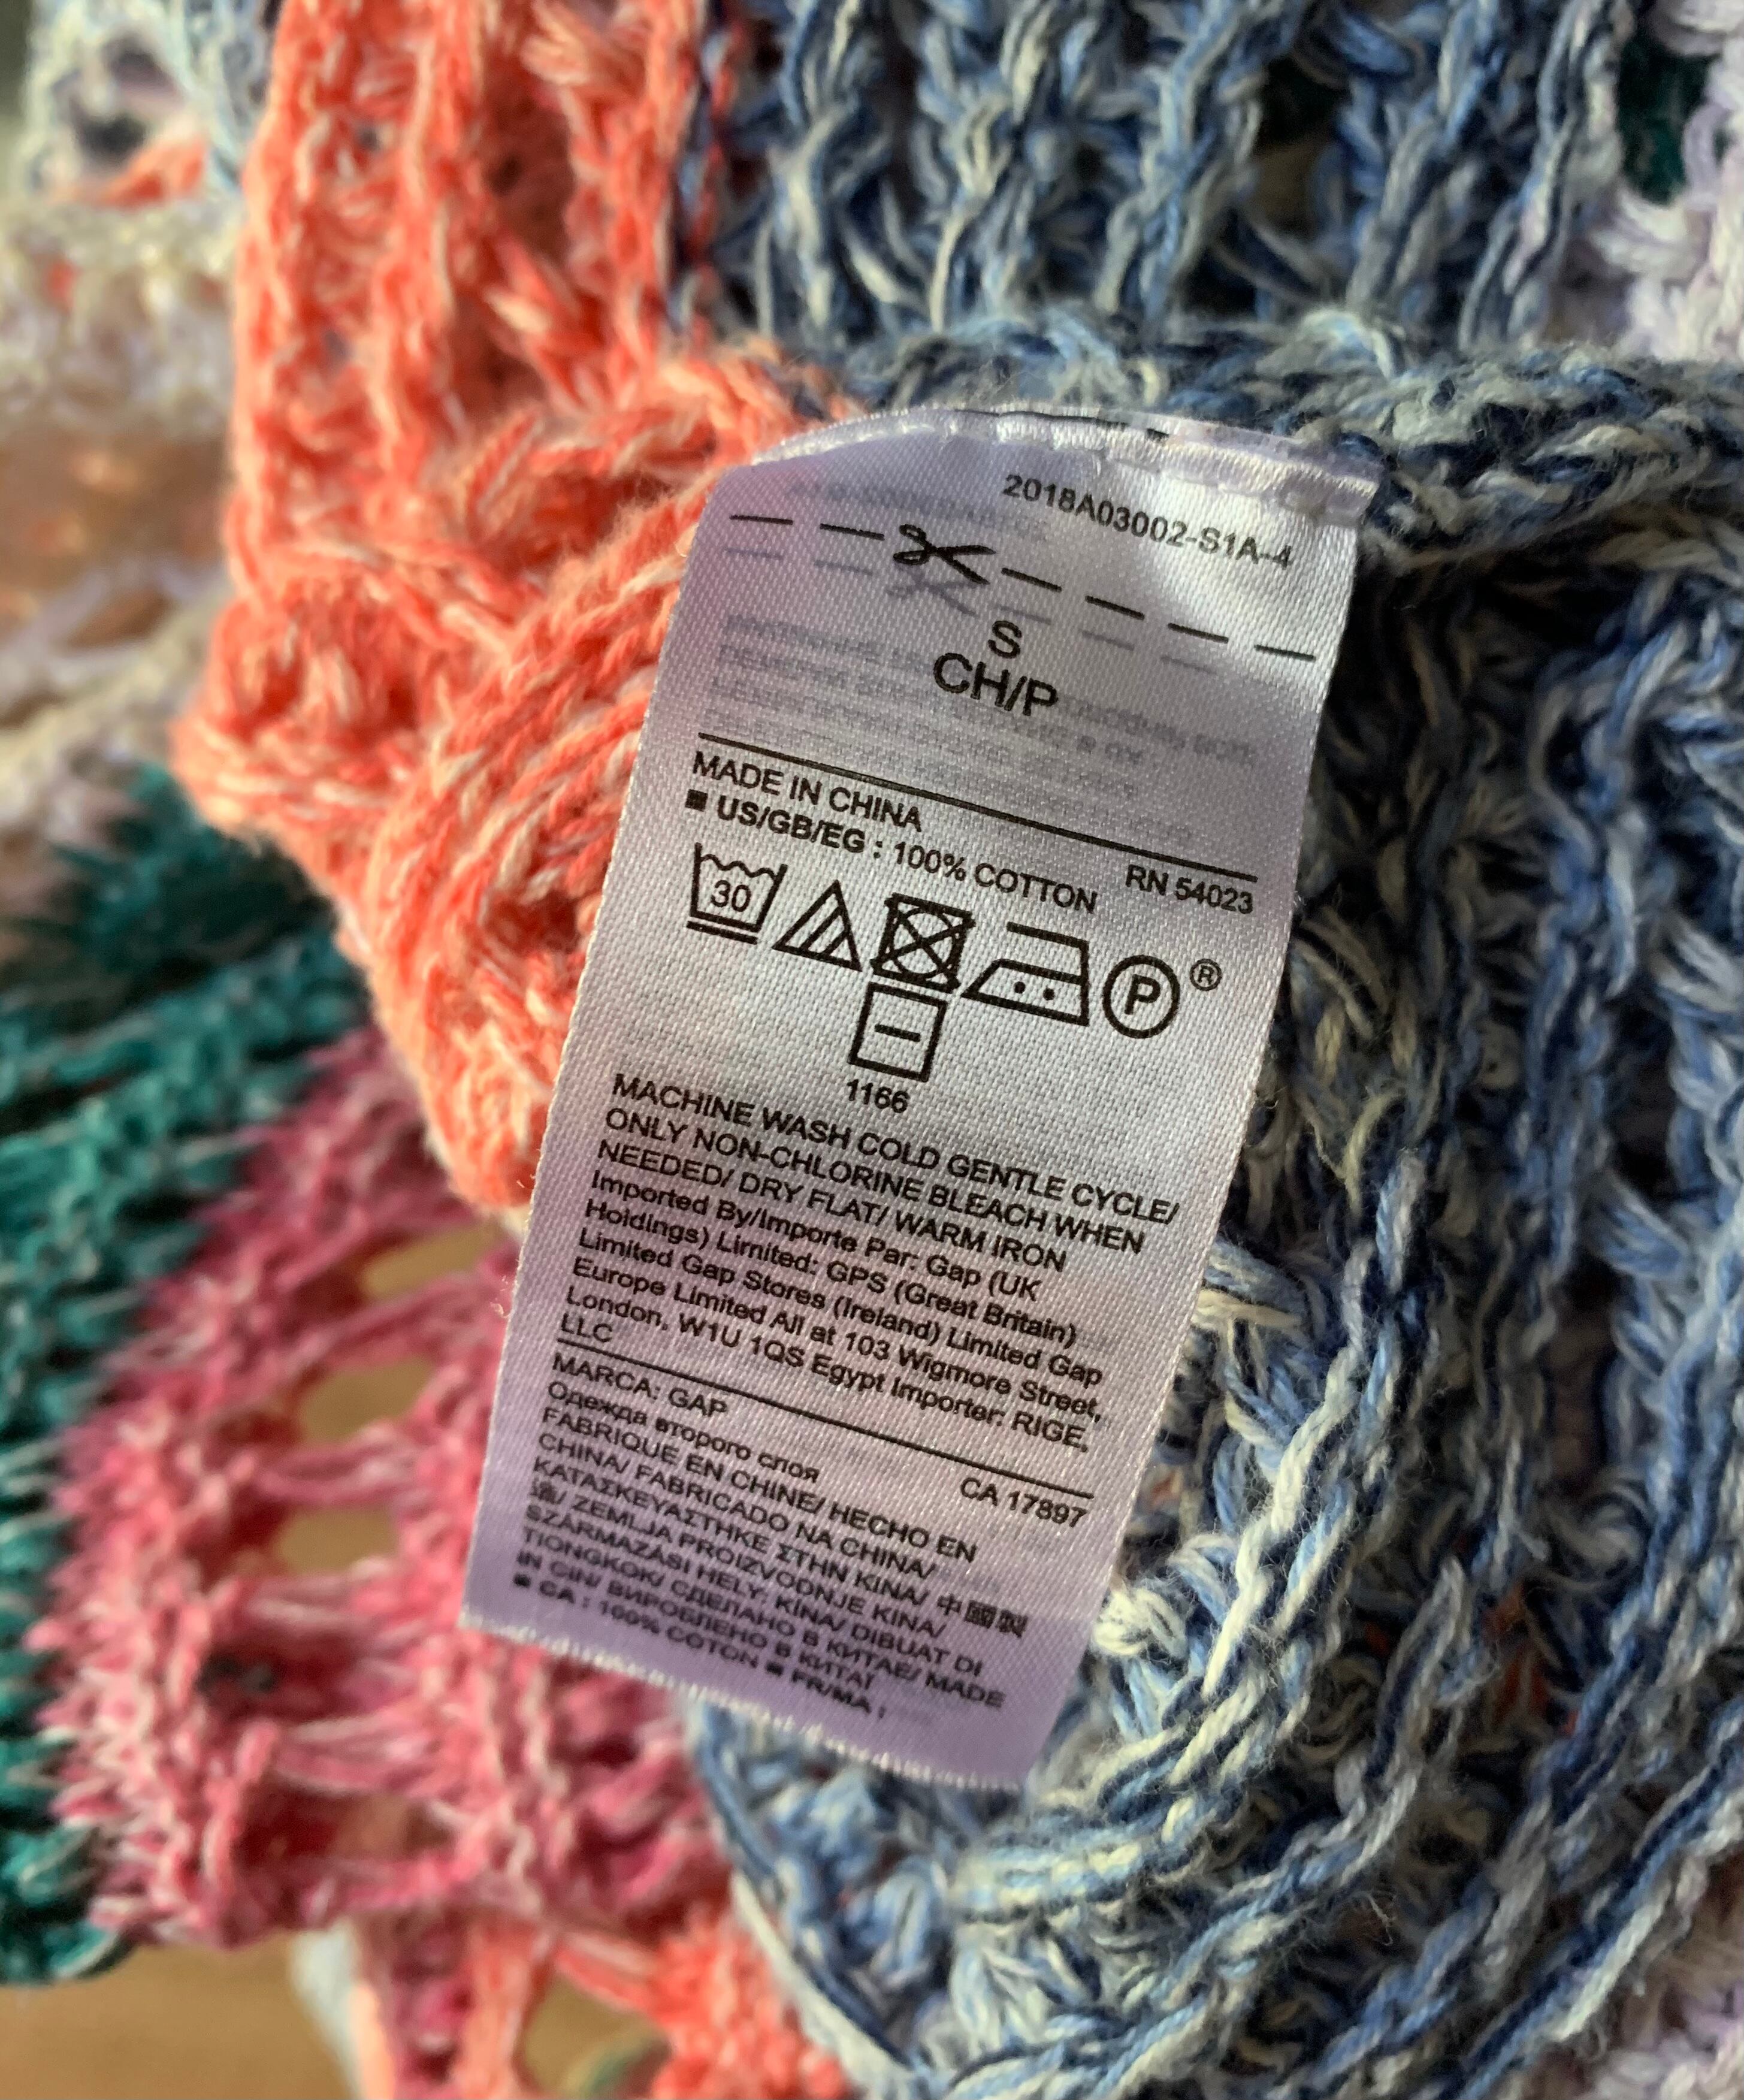 2018A03002-S1A-4
S
CH/P
MADE IN CHINA
RN 54023
■ US/GB/EG : 100% COTTON
30
P ®
1166
MACHINE WASH COLD GENTLE CYCLE/
ONLY NON-CHLORINE BLEACH WHEN
NEEDED/ DRY FLAT/ WARM IRON
Imported By/Importe Par: Gap (UK
Holdings) Limited: GPS (Great Britain)
Limited Gap Stores (Ireland) Limited Gap
Europe Limited All at 103 Wigmore Street,
London, W1U 1QS Egypt Importer: RIGE,
LLC
MARCA: GAP
CA 17897
Одежда второго слоя
FABRIQUE EN CHINE/ HECHO EN
CHINA/ FABRICADO NA CHINA/
ΚΑΤΑΣΚΕΥΑΣΤΗΚΕ ΣΤΗΝ ΚΙΝΑ/ 中國製
造/ ZEMLJA PROIZVODNJE KINA/
SZÁRMAZÁSI HELY: KÍNA/ DIBUAT DI
TIONGKOK/ СДЕЛАНО В КИТАЕ/ MADE
IN ÇIN/ ВИРОБЛЕНО В КИТАЇ
■ CA : 100% COTON ■ FR/MA :